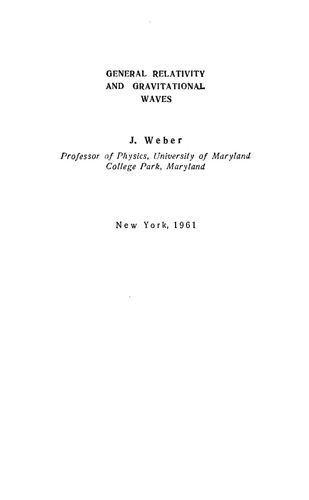 GENERAL RELATIVITY
AND GRAVITATIONAL
WAVES
J. Weber
Professor of Physics, University of Maryland
College Park, Maryland
New York, 1961